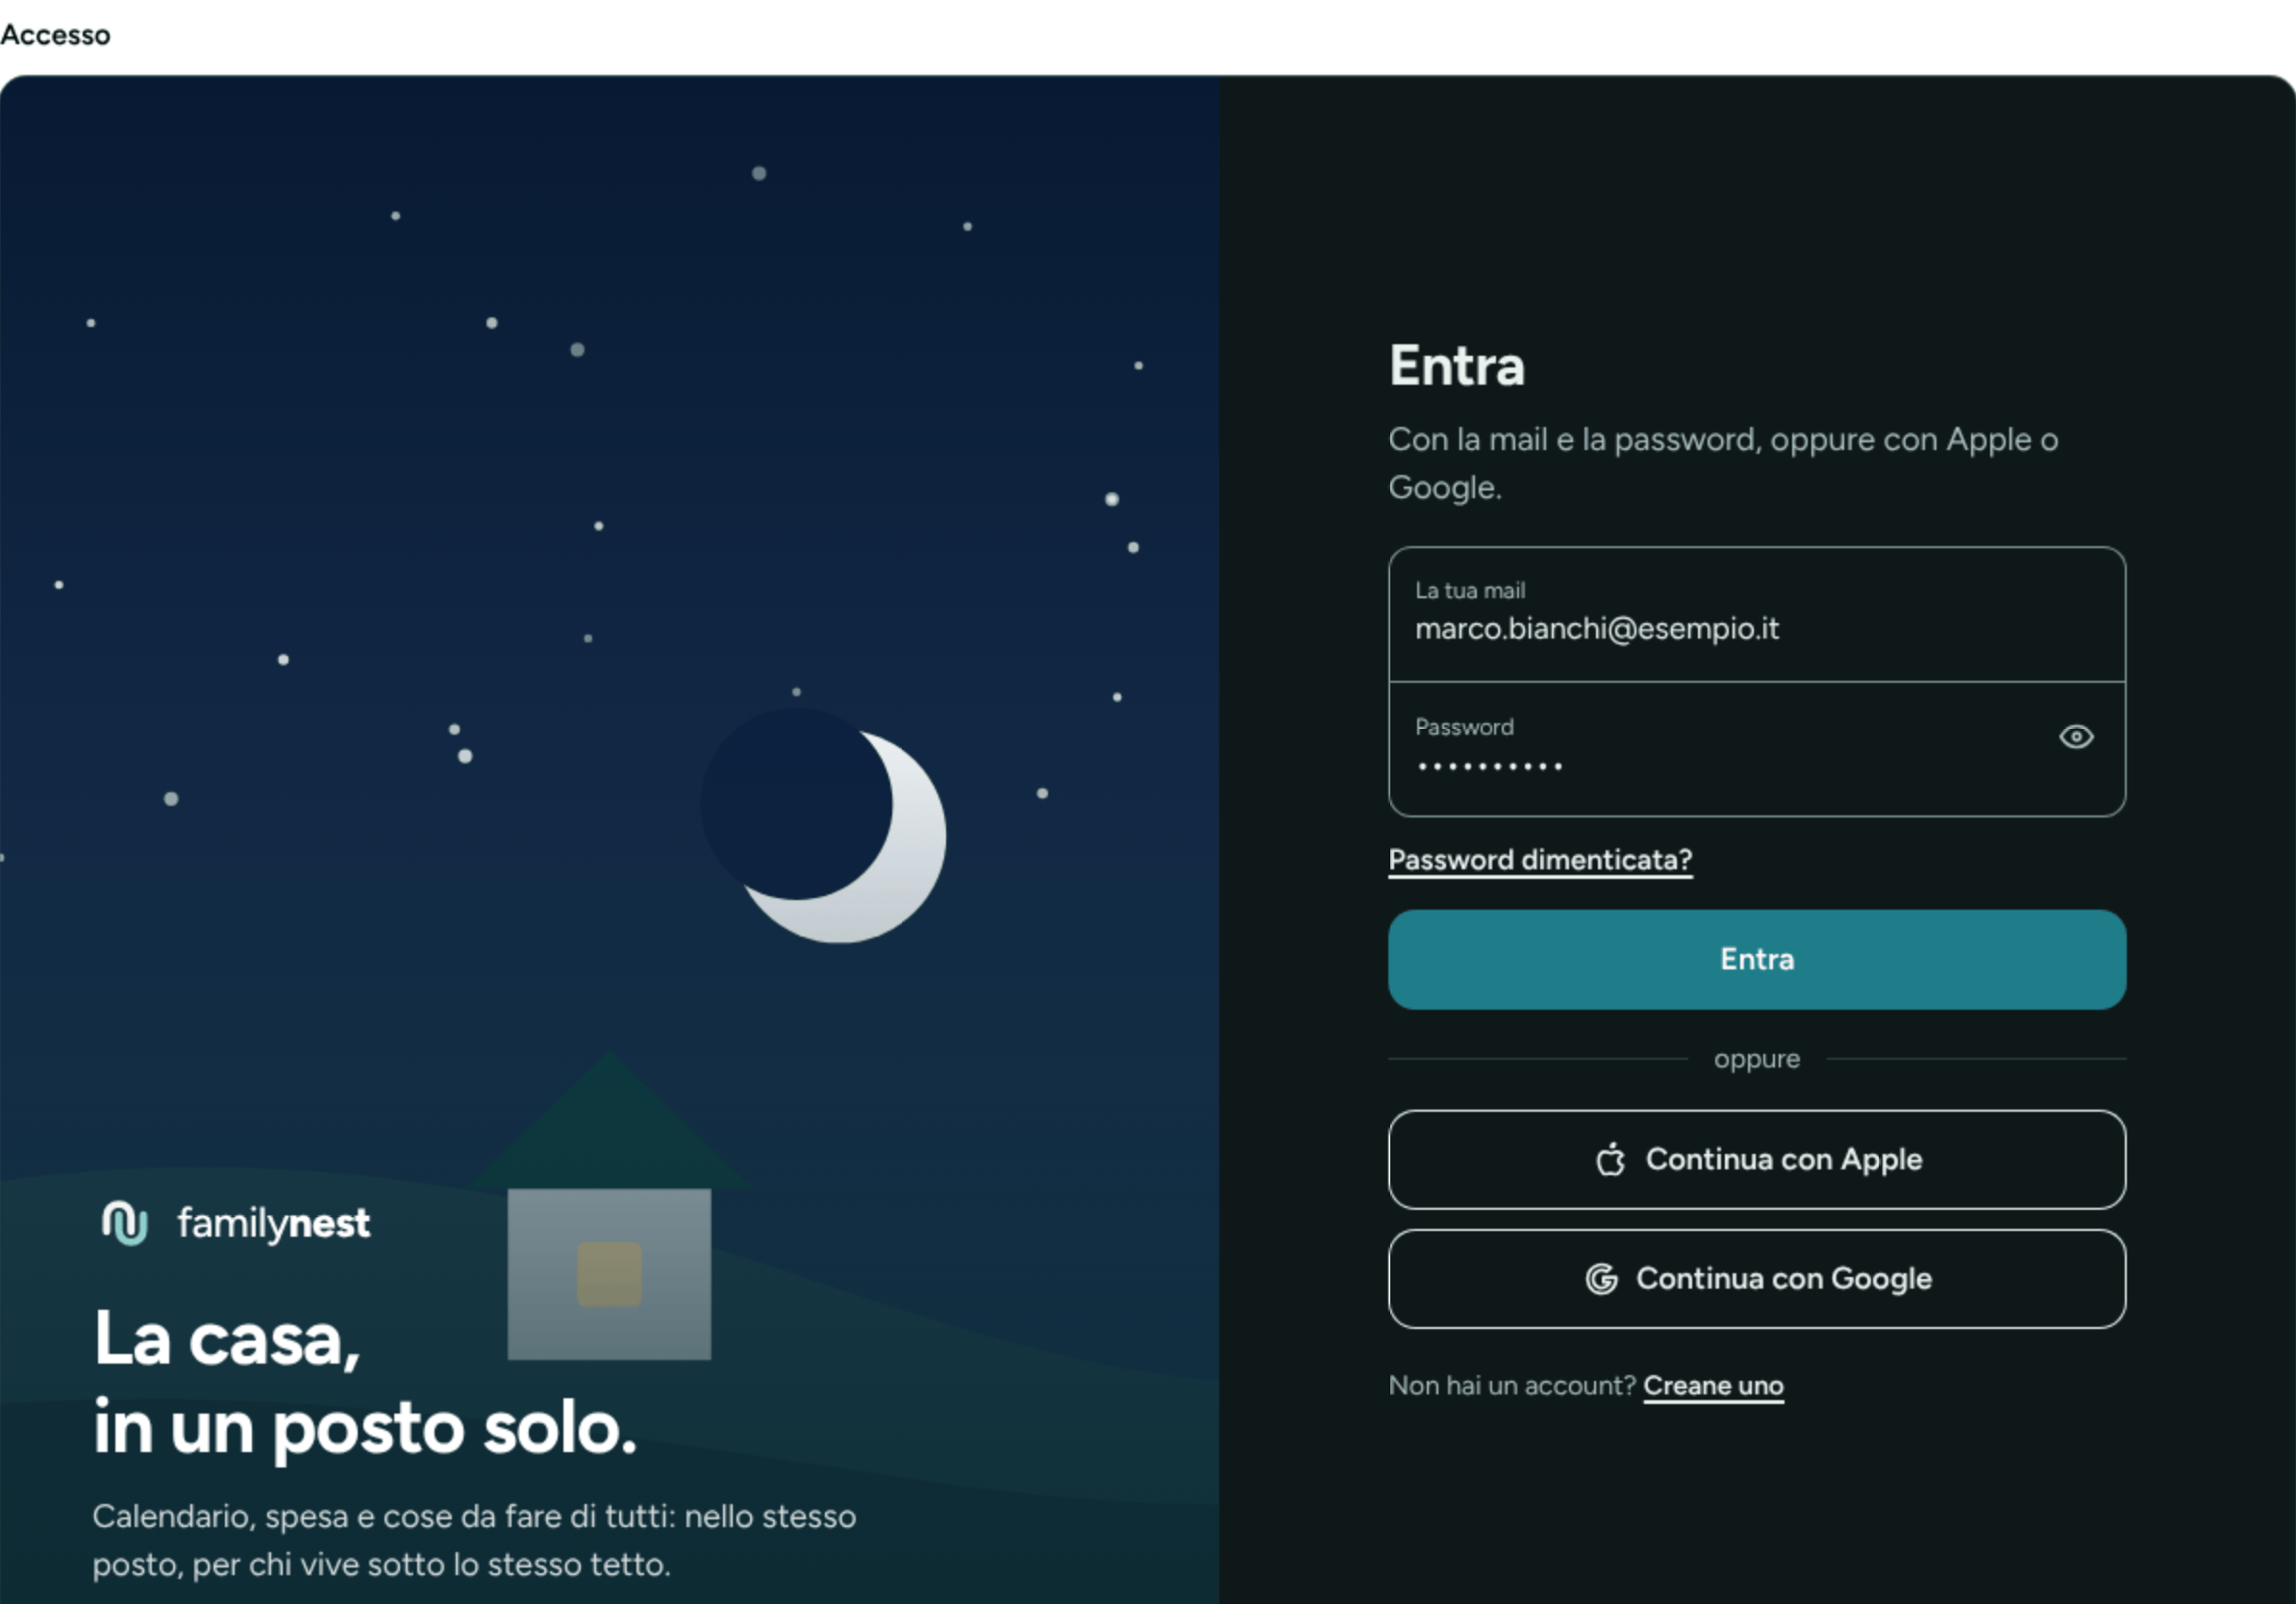 Accesso
familynest
La casa,
in un posto solo.
Calendario, spesa e cose da fare di tutti: nello stesso
posto, per chi vive sotto lo stesso tetto.
Entra
Con la mail e la password, oppure con Apple o
Google.
La tua mail
marco.bianchi@esempio.it
Password
••••••••••
Password dimenticata?
Entra
oppure
Continua con Apple
Continua con Google
Non hai un account? Creane uno